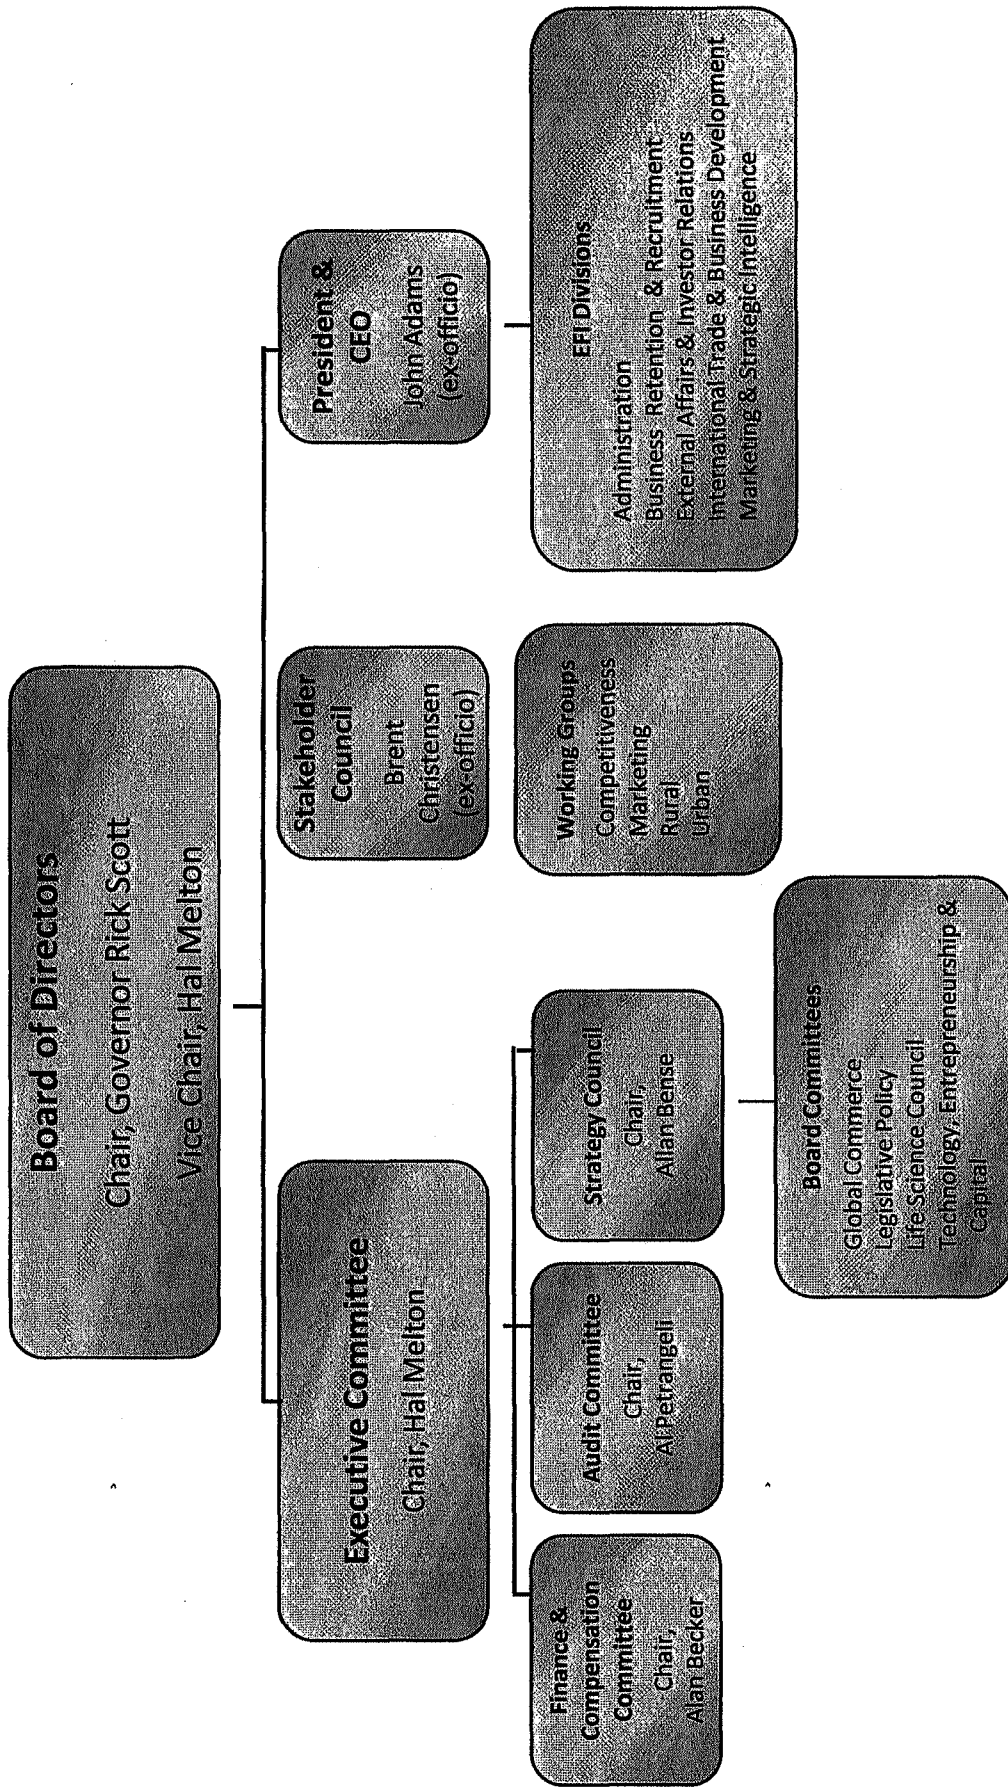 Board of Directors
Chair, Governor Rick Scott
Vice Chair, Hal Melton
Executive Committee
Chair, Hal Melton
Stakeholder
Council
Brent
Christensen
(ex-officio)
President &
CEO
John Adams
(ex-officio)
Finance &
Compensation
Committee
Chair,
Alan Becker
Audit Committee
Chair,
Al Petrangeli
Strategy Council
Chair,
Allan Bense
Working Groups
Competitiveness
Marketing
Rural
Urban
EFI Divisions
Administration
Business Retention & Recruitment
External Affairs & Investor Relations
International Trade & Business Development
Marketing & Strategic Intelligence
Board Committees
Global Commerce
Legislative Policy
Life Science Council
Technology, Entrepreneurship &
Capital